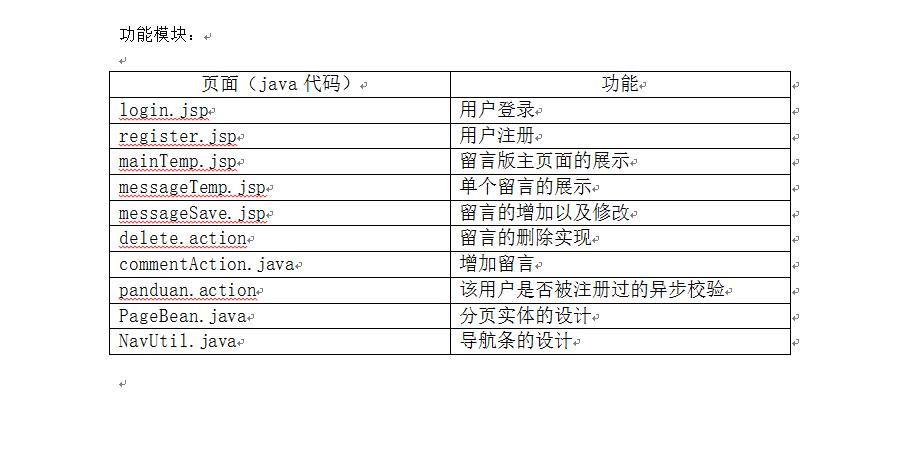 功能模块：
页面（java 代码） 功能
login.jsp 用户登录
register.jsp 用户注册
mainTemp.jsp 留言版主页面的展示
messageTemp.jsp 单个留言的展示
messageSave.jsp 留言的增加以及修改
delete.action 留言的删除实现
commentAction.java 增加留言
panduan.action 该用户是否被注册过的异步校验
PageBean.java 分页实体的设计
NavUtil.java 导航条的设计